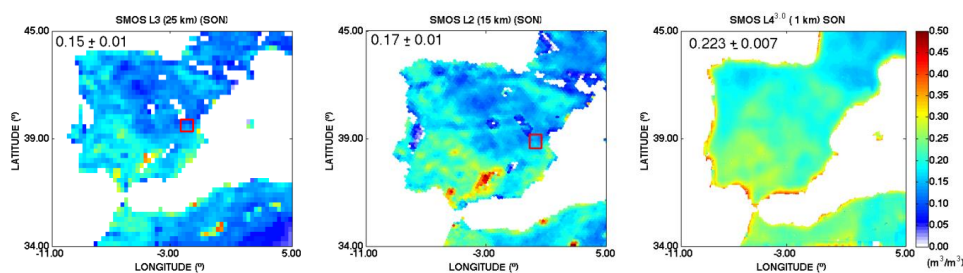 SMOS L3 (25 km) (SON)
45.00
0.15 ± 0.01
LATITUDE (º)
39.00
34.00
-11.00
-3.00
5.00
LONGITUDE (º)
SMOS L2 (15 km) (SON)
45.00
0.17 ± 0.01
LATITUDE (º)
39.00
34.00
-11.00
-3.00
5.00
LONGITUDE (º)
SMOS L4^3.0 ( 1 km) SON
45.00
0.223 ± 0.007
LATITUDE (º)
39.00
34.00
-11.00
-3.00
5.00
LONGITUDE (º)
0.50
0.45
0.40
0.35
0.30
0.25
0.20
0.15
0.10
0.05
0.00
(m³/m³)